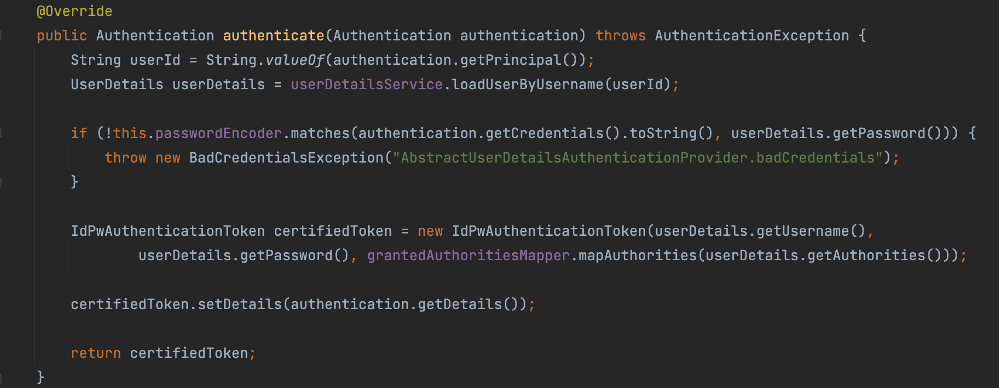 @Override
public Authentication authenticate(Authentication authentication) throws AuthenticationException {
String userId = String.valueOf(authentication.getPrincipal());
UserDetails userDetails = userDetailsService.loadUserByUsername(userId);
if (!this.passwordEncoder.matches(authentication.getCredentials().toString(), userDetails.getPassword())) {
throw new BadCredentialsException("AbstractUserDetailsAuthenticationProvider.badCredentials");
}
IdPwAuthenticationToken certifiedToken = new IdPwAuthenticationToken(userDetails.getUsername(),
userDetails.getPassword(), grantedAuthoritiesMapper.mapAuthorities(userDetails.getAuthorities()));
certifiedToken.setDetails(authentication.getDetails());
return certifiedToken;
}